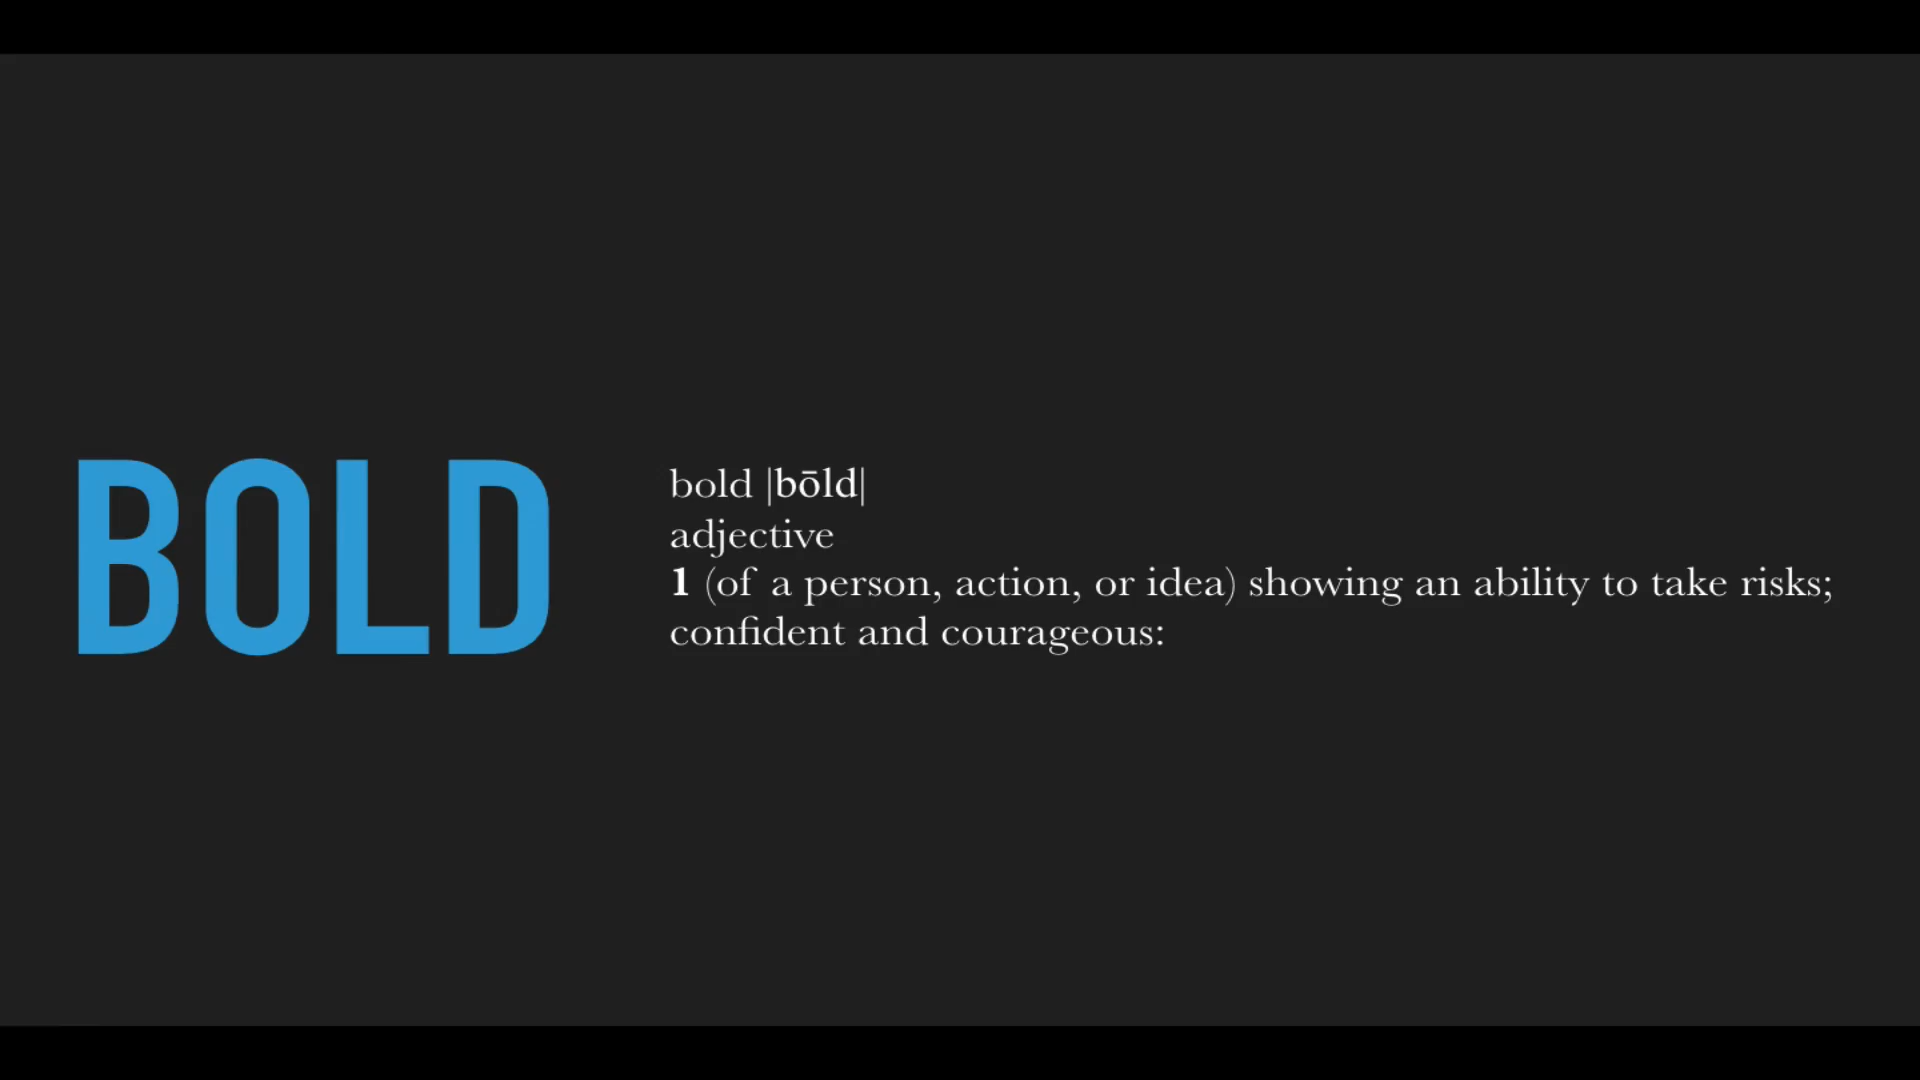 BOLD
bold |bōld|
adjective
1 (of a person, action, or idea) showing an ability to take risks;
confident and courageous: